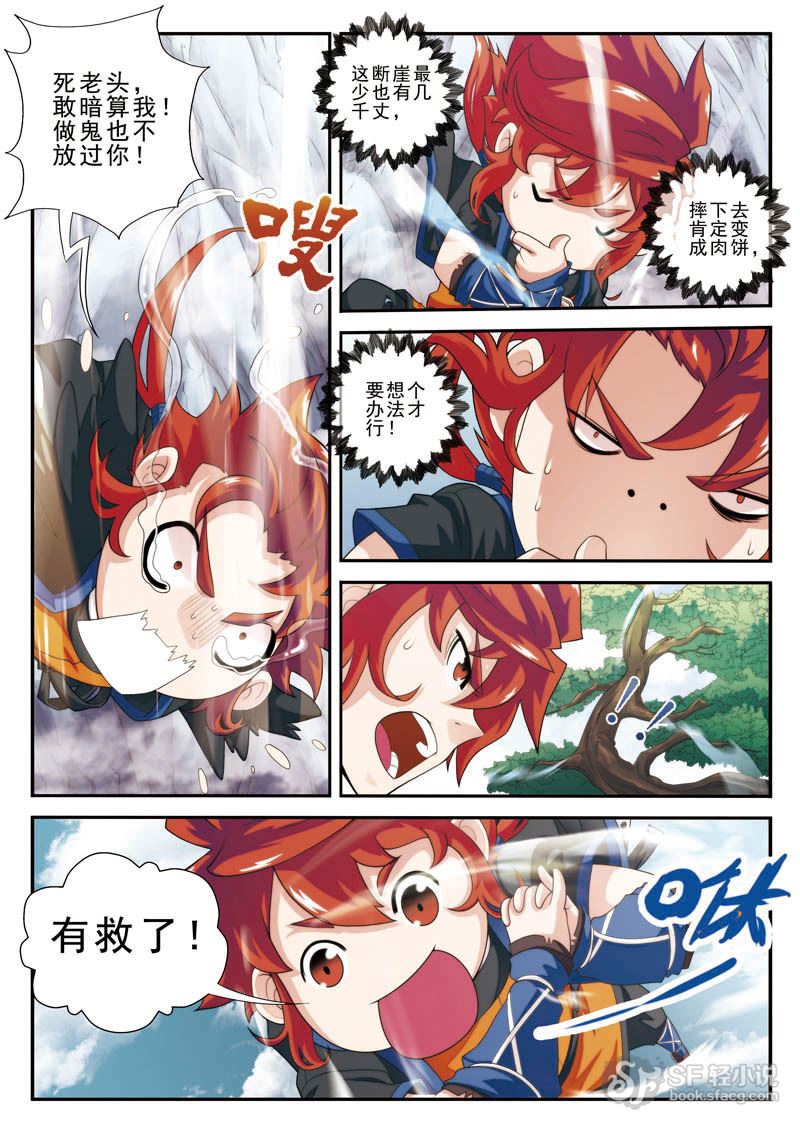 死老头，
敢暗算我！
做鬼也不
放过你！
嗖
这断崖最
少也有几
千丈，
摔下去
肯定变
成肉饼，
要想个
办法才
行！
！！
有救了！
咻
SF轻小说
book.sfacg.com